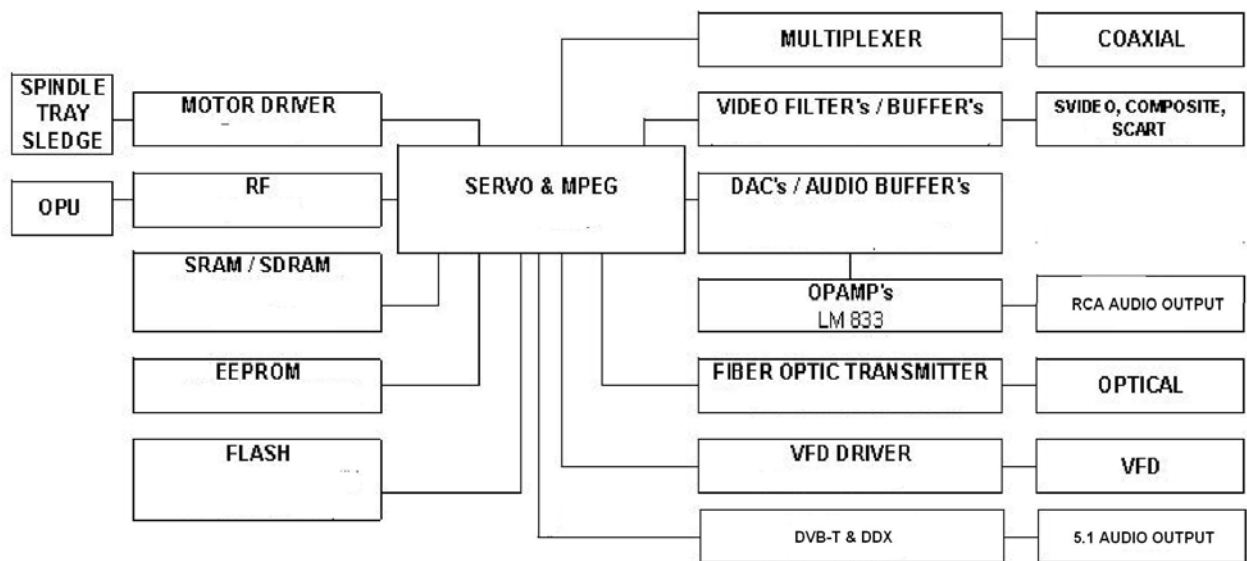 MULTIPLEXER
COAXIAL
SPINDLE
TRAY
SLEDGE
MOTOR DRIVER
VIDEO FILTER's / BUFFER's
SVIDEO, COMPOSITE,
SCART
SERVO & MPEG
OPU
RF
DAC's / AUDIO BUFFER's
SRAM / SDRAM
OPAMP's
LM 833
RCA AUDIO OUTPUT
EEPROM
FIBER OPTIC TRANSMITTER
OPTICAL
FLASH
VFD DRIVER
VFD
DVB-T & DDX
5.1 AUDIO OUTPUT